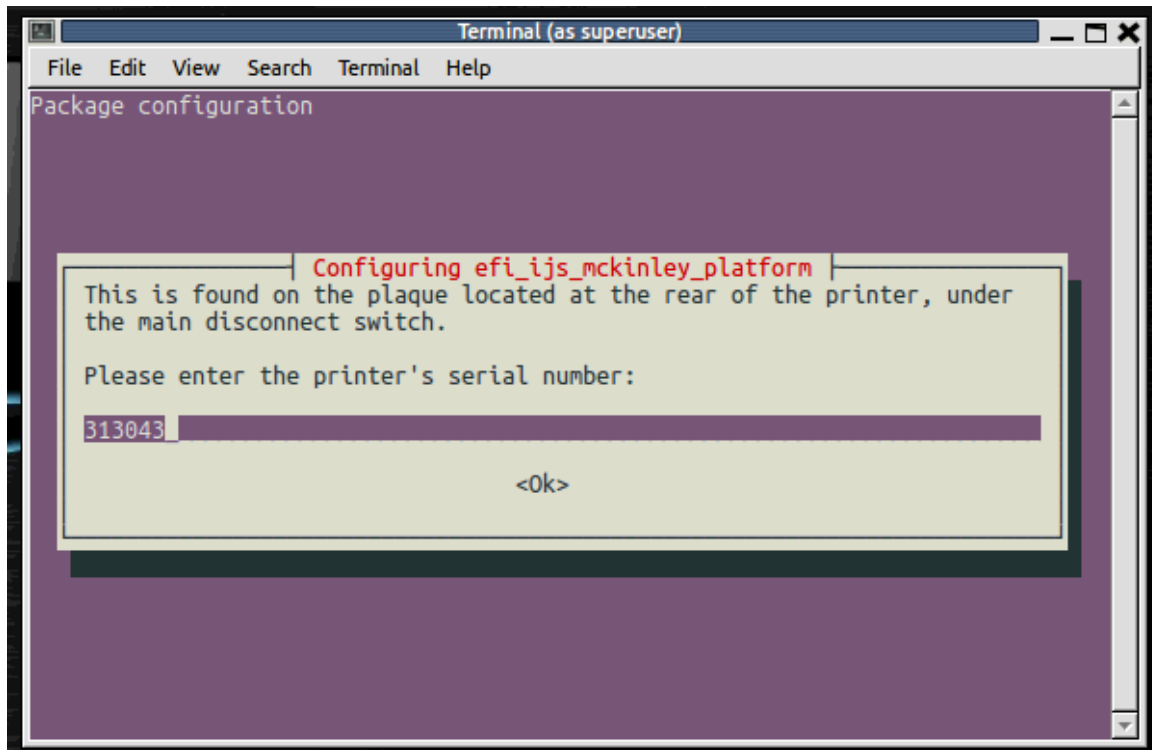 Terminal (as superuser)
File Edit View Search Terminal Help
Package configuration
Configuring efi_ijs_mckinley_platform
This is found on the plaque located at the rear of the printer, under
the main disconnect switch.
Please enter the printer's serial number:
313043_
<Ok>